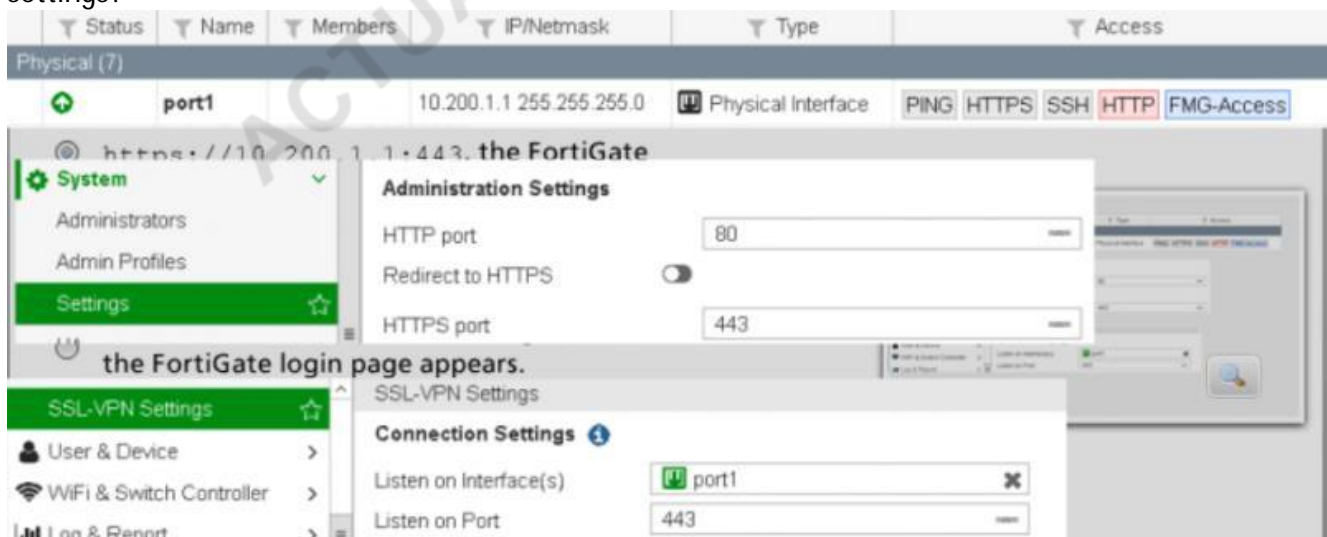 settings.
Status Name Members IP/Netmask Type Access
Physical (7)
port1 10.200.1.1 255.255.255.0 Physical Interface PING HTTPS SSH HTTP FMG-Access
https://10.200.1.1:443, the FortiGate
System
Administrators
Admin Profiles
Settings
Administration Settings
HTTP port 80
Redirect to HTTPS
HTTPS port 443
the FortiGate login page appears.
SSL-VPN Settings
User & Device
WiFi & Switch Controller
Log & Report
SSL-VPN Settings
Connection Settings
Listen on Interface(s) port1
Listen on Port 443